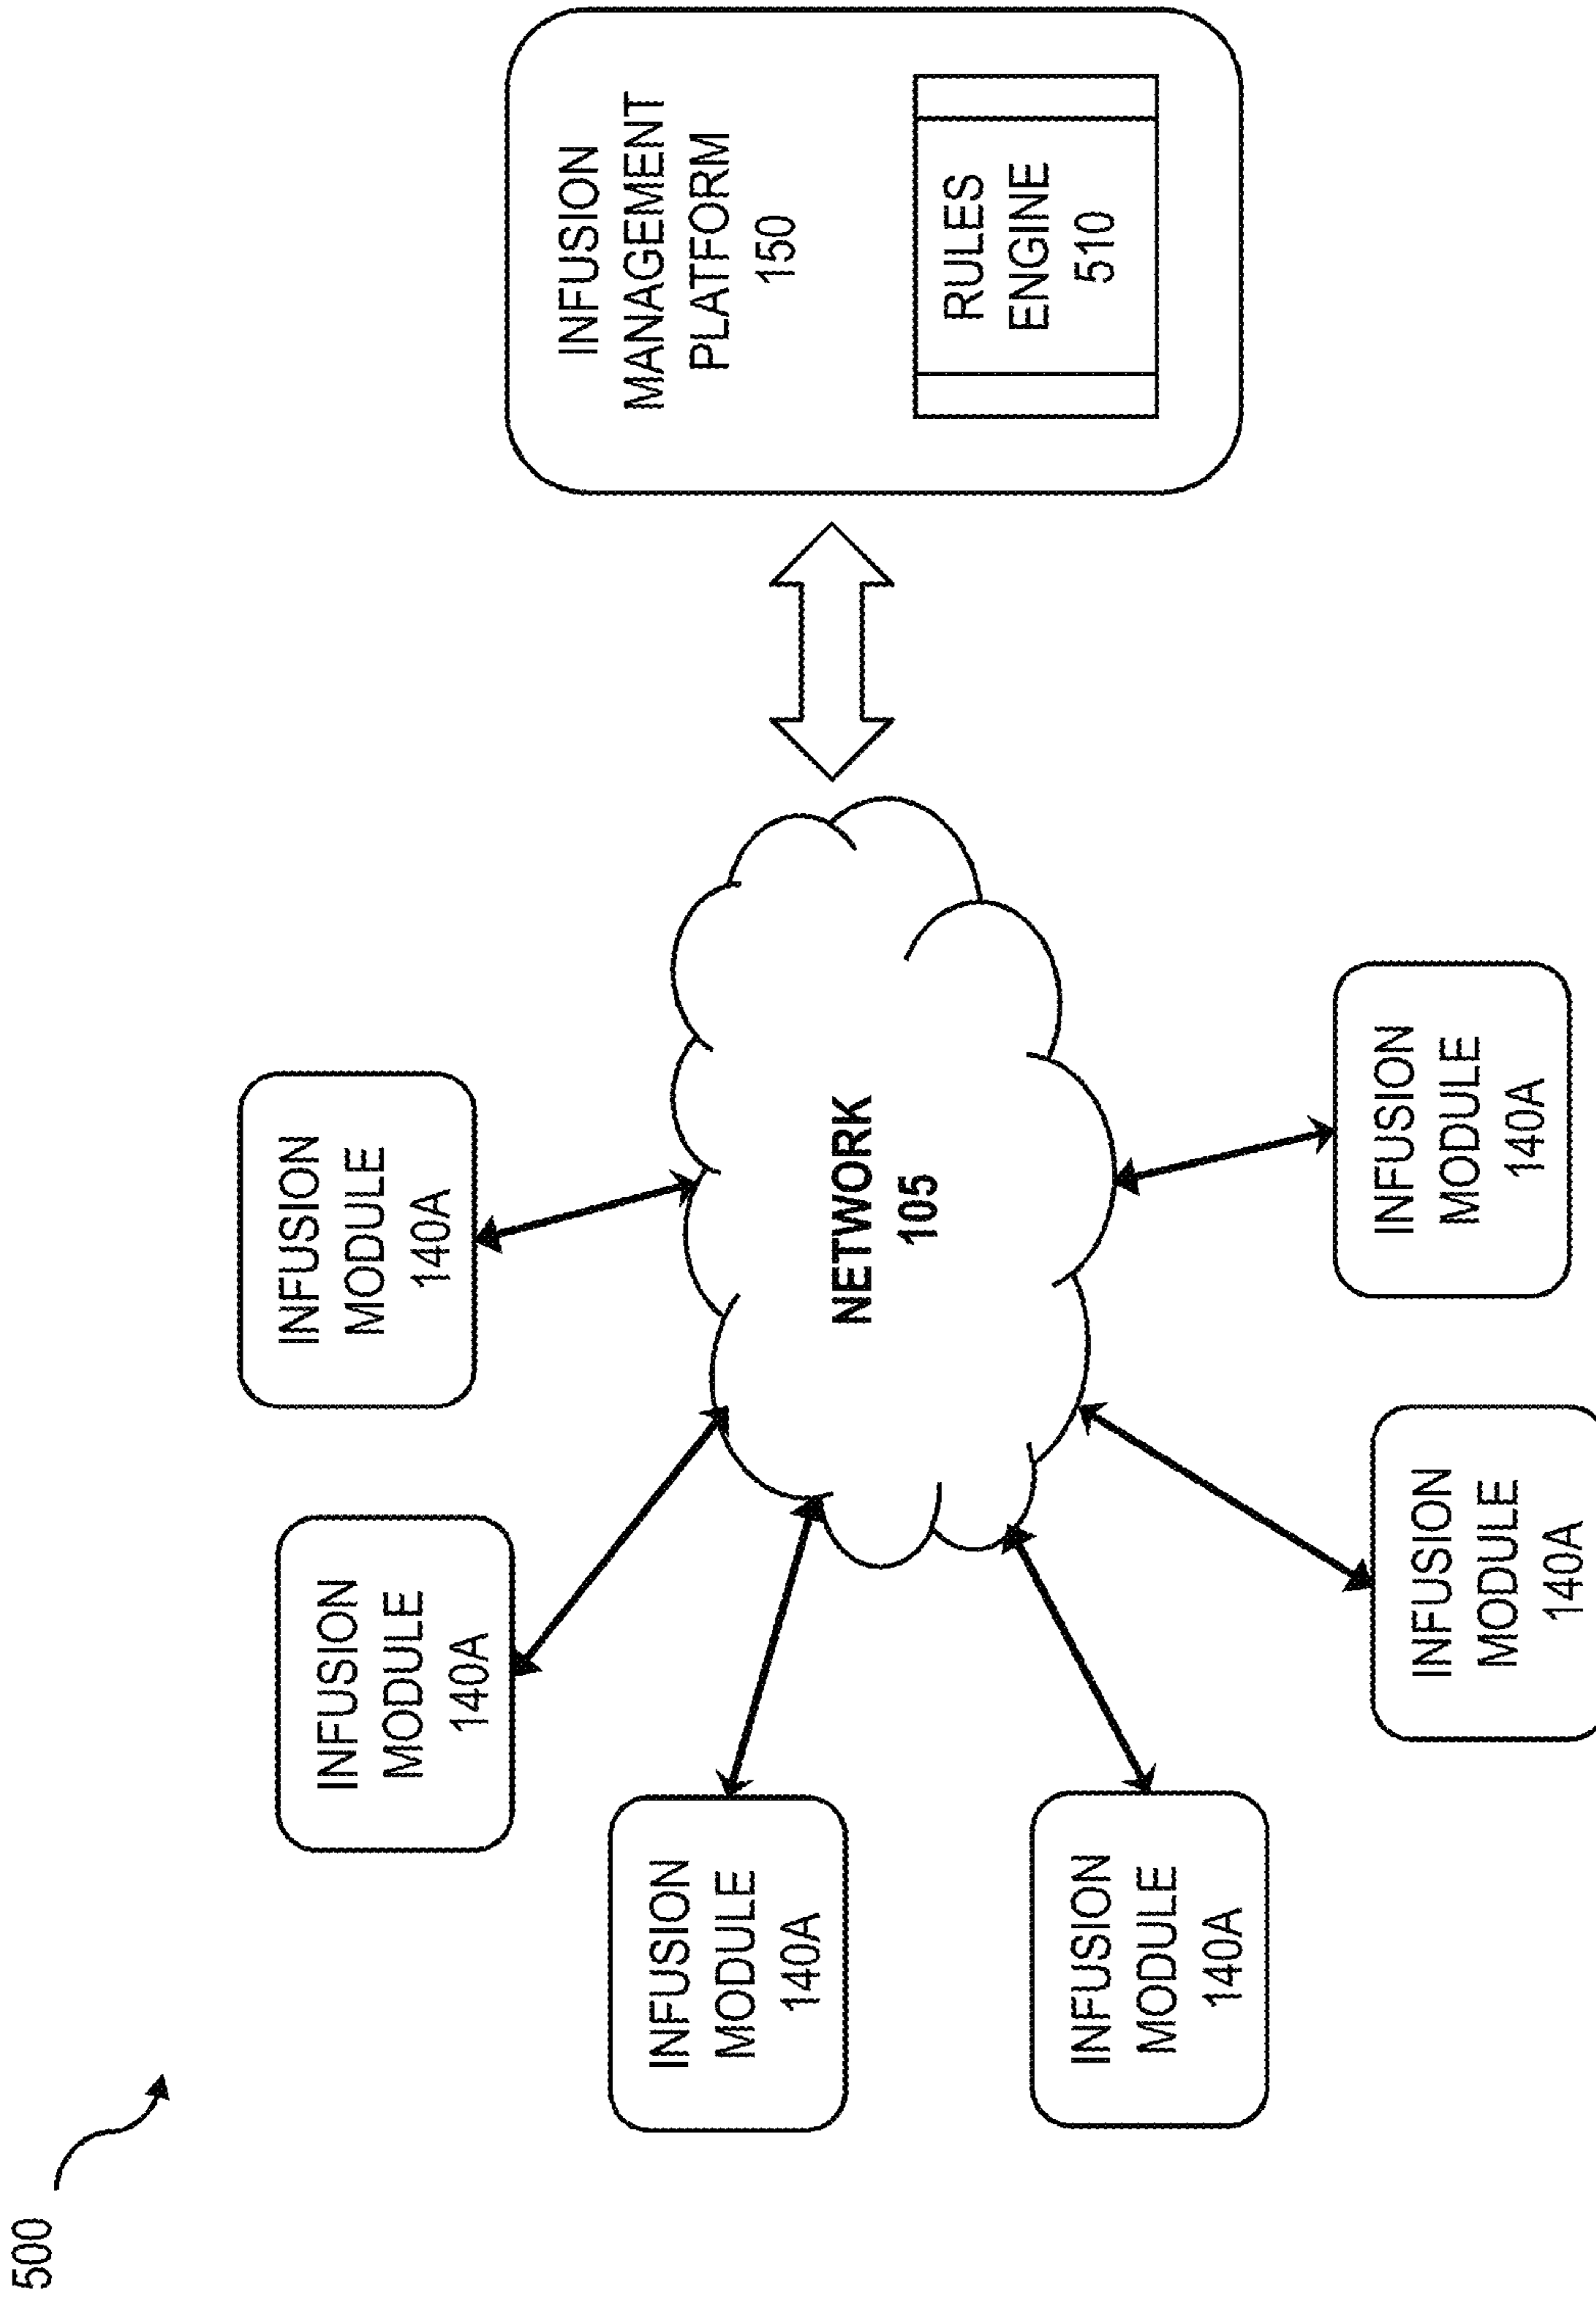 500
INFUSION
MODULE
140A
INFUSION
MODULE
140A
INFUSION
MODULE
140A
INFUSION
MODULE
140A
INFUSION
MODULE
140A
INFUSION
MODULE
140A
NETWORK
105
INFUSION
MANAGEMENT
PLATFORM
150
RULES
ENGINE
510